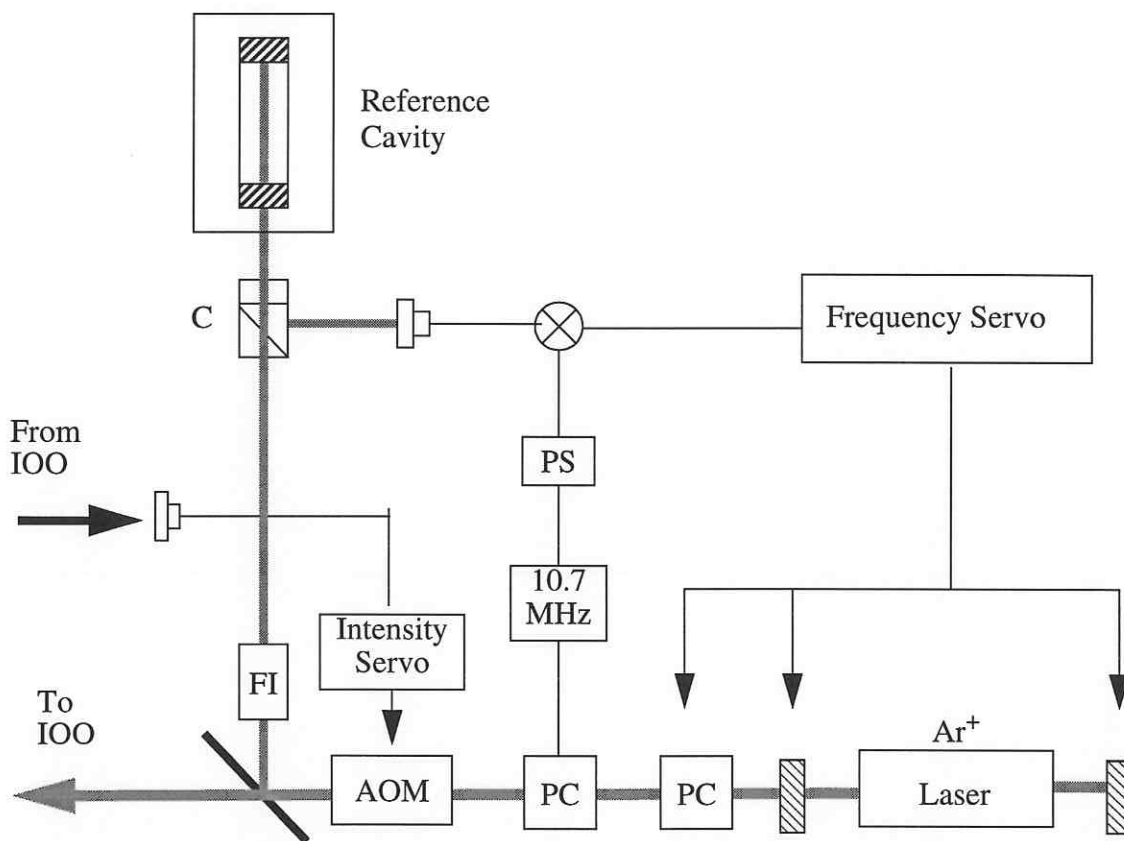 Reference
Cavity
C
Frequency Servo
From
IOO
PS
10.7
MHz
Intensity
Servo
FI
To
IOO
Ar⁺
AOM
PC
PC
Laser